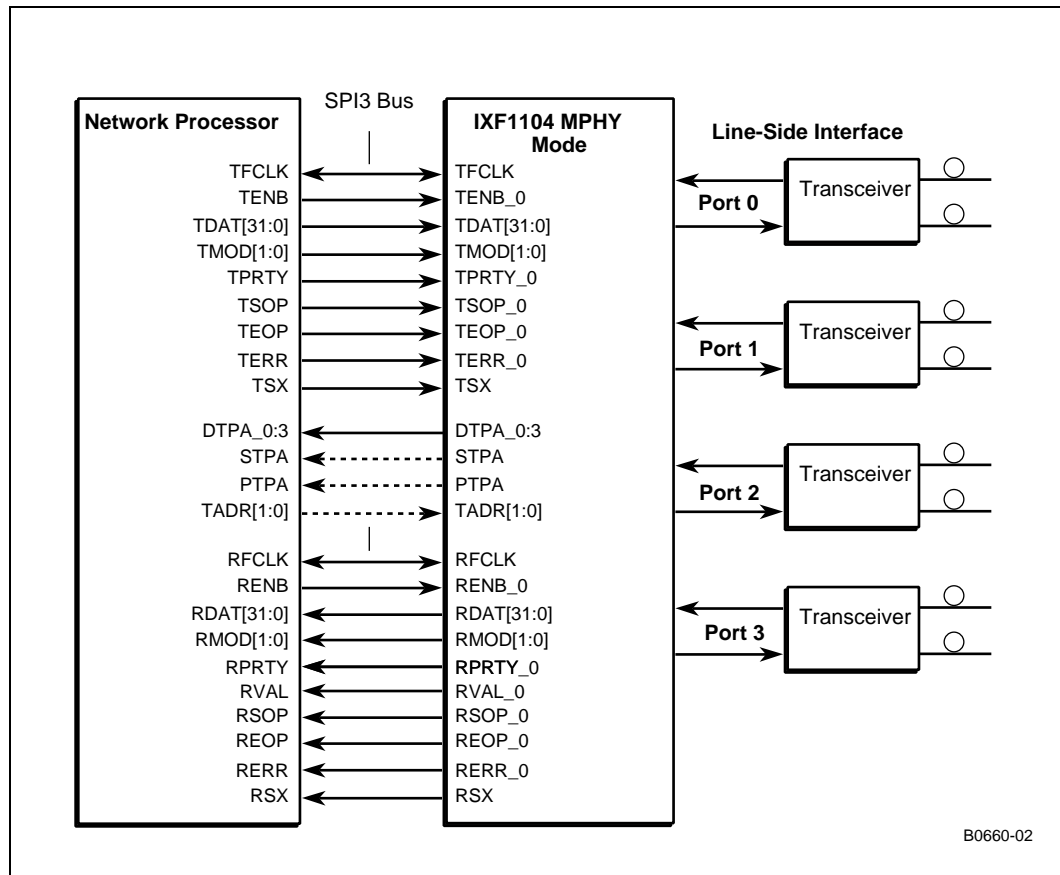 SPI3 Bus
Network Processor
IXF1104 MPHY
Mode
Line-Side Interface
TFCLK TFCLK
TENB TENB_0
TDAT[31:0] TDAT[31:0]
TMOD[1:0] TMOD[1:0]
TPRTY TPRTY_0
TSOP TSOP_0
TEOP TEOP_0
TERR TERR_0
TSX TSX
DTPA_0:3 DTPA_0:3
STPA STPA
PTPA PTPA
TADR[1:0] TADR[1:0]
RFCLK RFCLK
RENB RENB_0
RDAT[31:0] RDAT[31:0]
RMOD[1:0] RMOD[1:0]
RPRTY RPRTY_0
RVAL RVAL_0
RSOP RSOP_0
REOP REOP_0
RERR RERR_0
RSX RSX
Port 0
Transceiver
Port 1
Transceiver
Port 2
Transceiver
Port 3
Transceiver
B0660-02